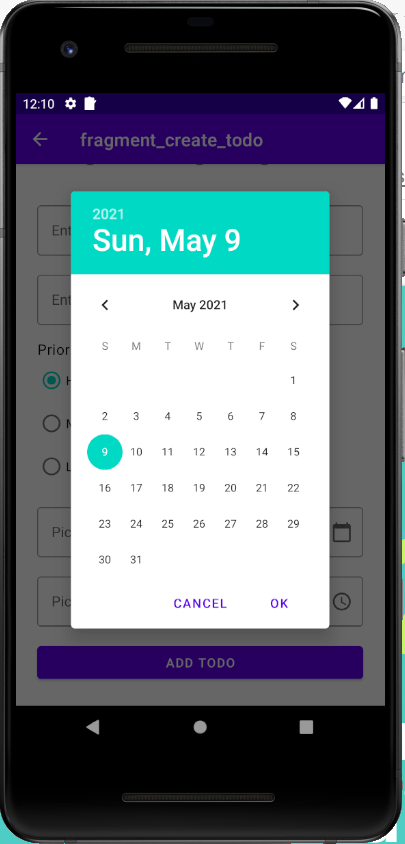 12:10
fragment_create_todo
2021
Sun, May 9
May 2021
S M T W T F S
1
2 3 4 5 6 7 8
9 10 11 12 13 14 15
16 17 18 19 20 21 22
23 24 25 26 27 28 29
30 31
CANCEL OK
Ent
Ent
Prior
H
M
L
Pic
Pic
ADD TODO